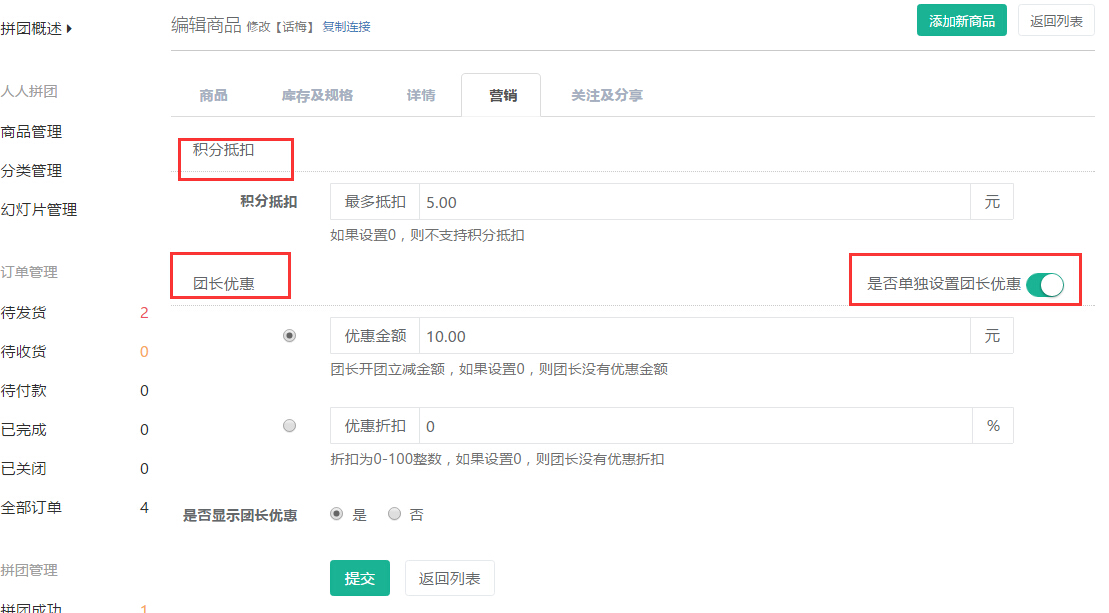 拼团概述
人人拼团
商品管理
分类管理
幻灯片管理
订单管理
待发货 2
待收货 0
待付款 0
已完成 0
已关闭 0
全部订单 4
拼团管理
拼团成功 1
编辑商品 修改【话梅】 复制连接
添加新商品 返回列表
商品 库存及规格 详情 营销 关注及分享
积分抵扣
积分抵扣 最多抵扣 5.00 元
如果设置0，则不支持积分抵扣
团长优惠 是否单独设置团长优惠
优惠金额 10.00 元
团长开团立减金额，如果设置0，则团长没有优惠金额
优惠折扣 0 %
折扣为0-100整数，如果设置0，则团长没有优惠折扣
是否显示团长优惠 是 否
提交 返回列表